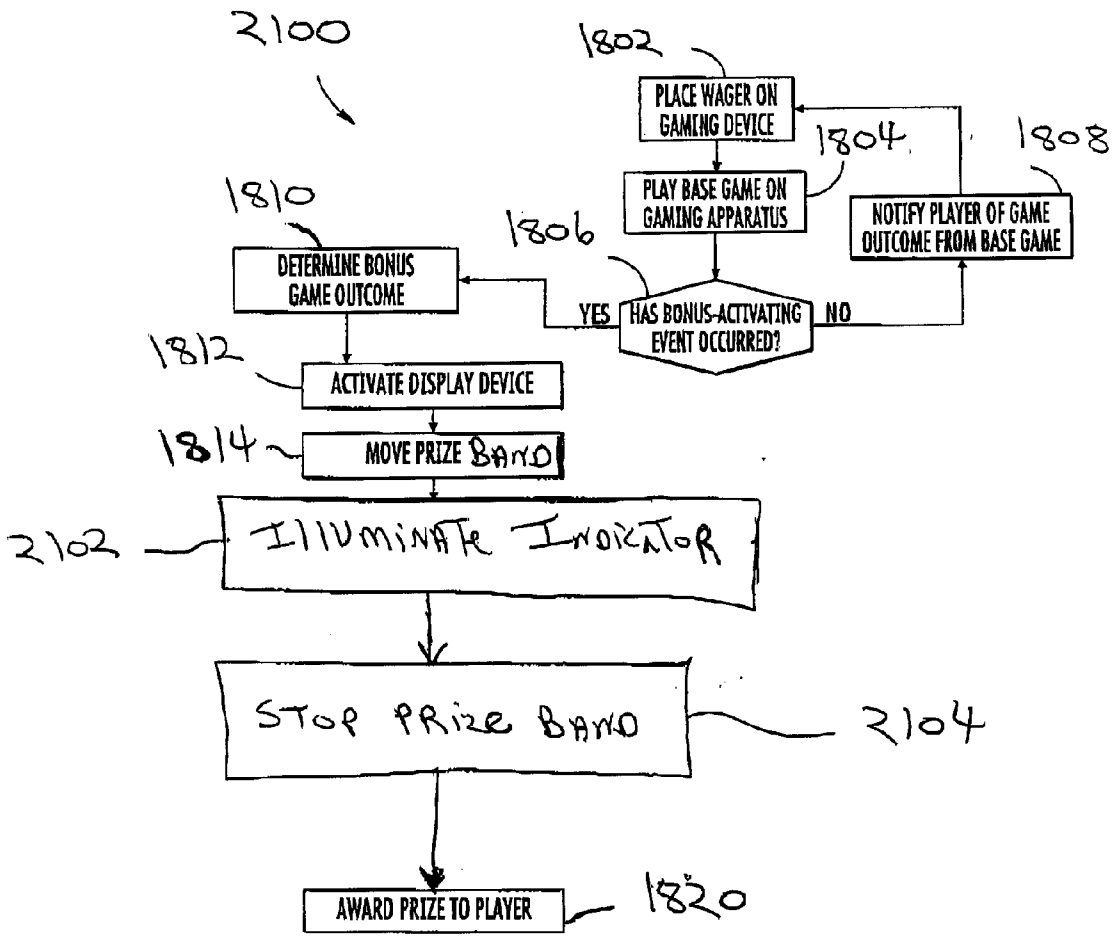 2100
1802
PLACE WAGER ON
GAMING DEVICE
1804
1808
PLAY BASE GAME ON
GAMING APPARATUS
NOTIFY PLAYER OF GAME
OUTCOME FROM BASE GAME
1810
1806
DETERMINE BONUS
GAME OUTCOME
YES
HAS BONUS-ACTIVATING
EVENT OCCURRED?
NO
1812
ACTIVATE DISPLAY DEVICE
1814
MOVE PRIZE BAND
2102
ILLUMINATE INDICATOR
STOP PRIZE BAND
2104
AWARD PRIZE TO PLAYER
1820